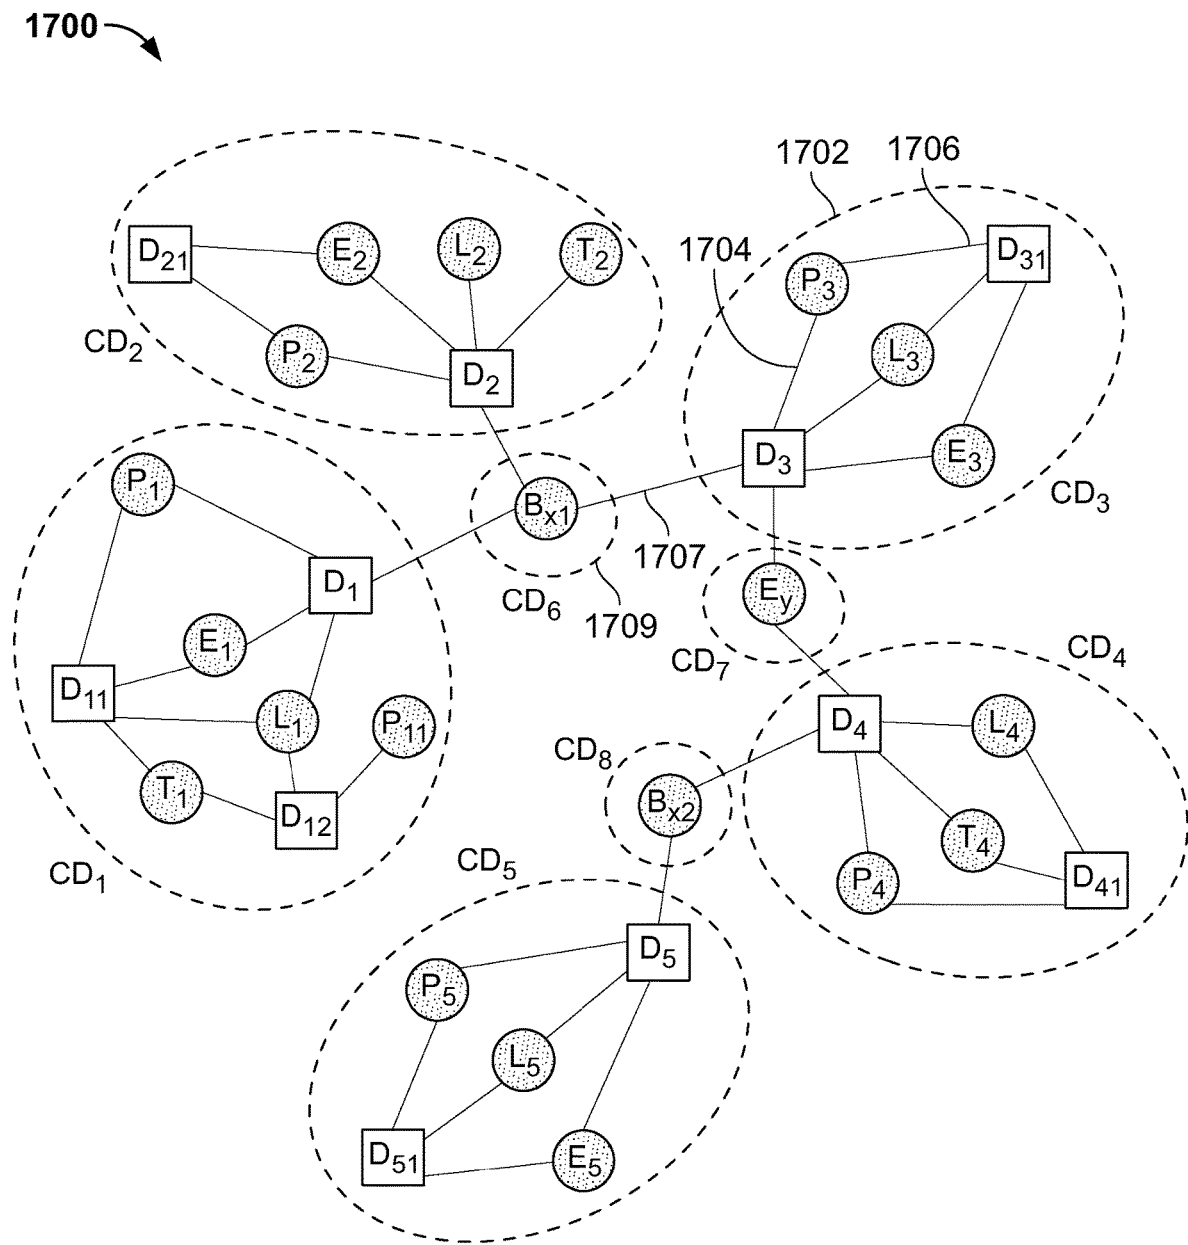 1700
1702
1706
1704
D21
E2
L2
T2
P3
D31
CD2
P2
D2
L3
P1
D3
E3
Bx1
CD3
1707
D1
CD6
1709
Ey
E1
CD7
CD4
D11
L1
P11
D4
L4
CD8
T1
Bx2
D12
T4
CD1
CD5
P4
D41
D5
P5
L5
D51
E5